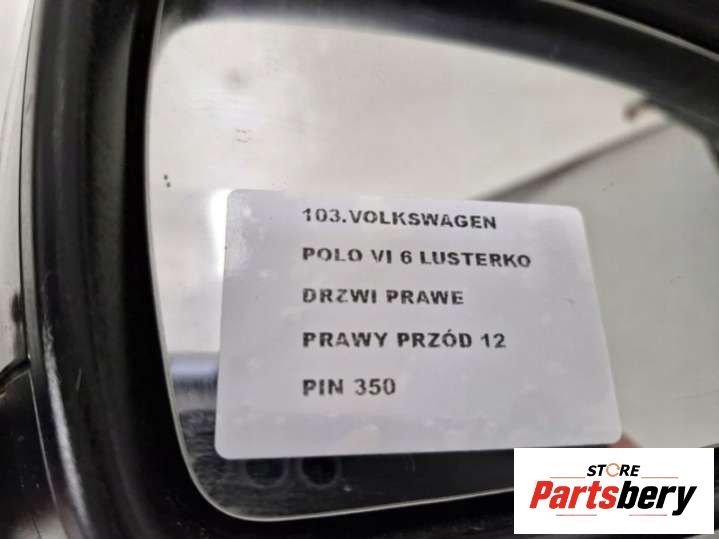 103.VOLKSWAGEN
POLO VI 6 LUSTERKO
DRZWI PRAWE
PRAWY PRZÓD 12
PIN 350
STORE
Partsbery